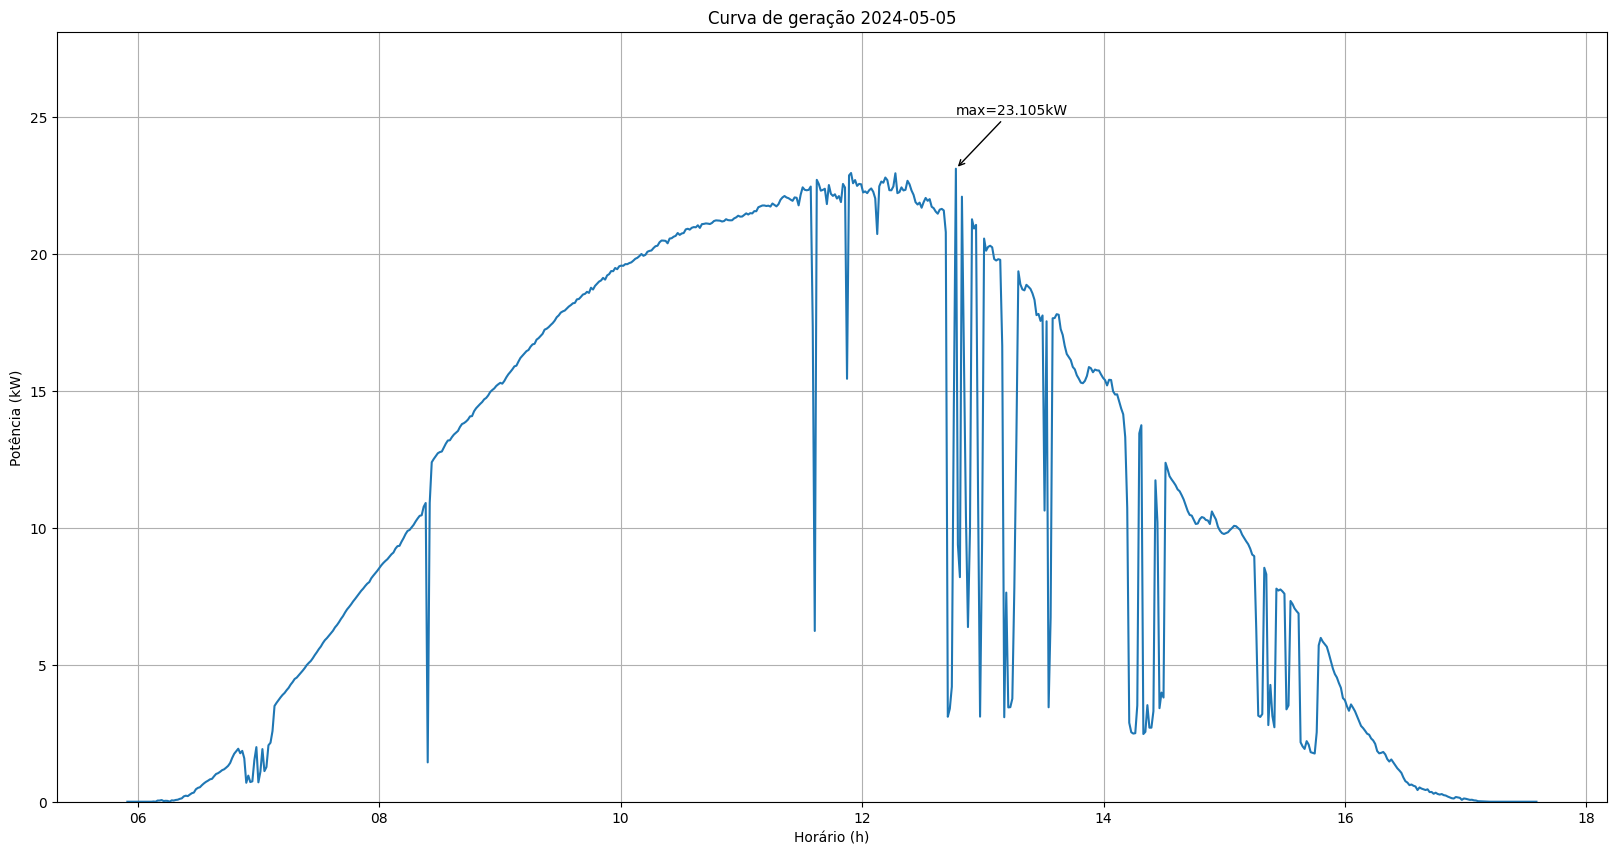 Curva de geração 2024-05-05
max=23.105kW
Potência (kW)
25
20
15
10
5
0
06 08 10 12 14 16 18
Horário (h)